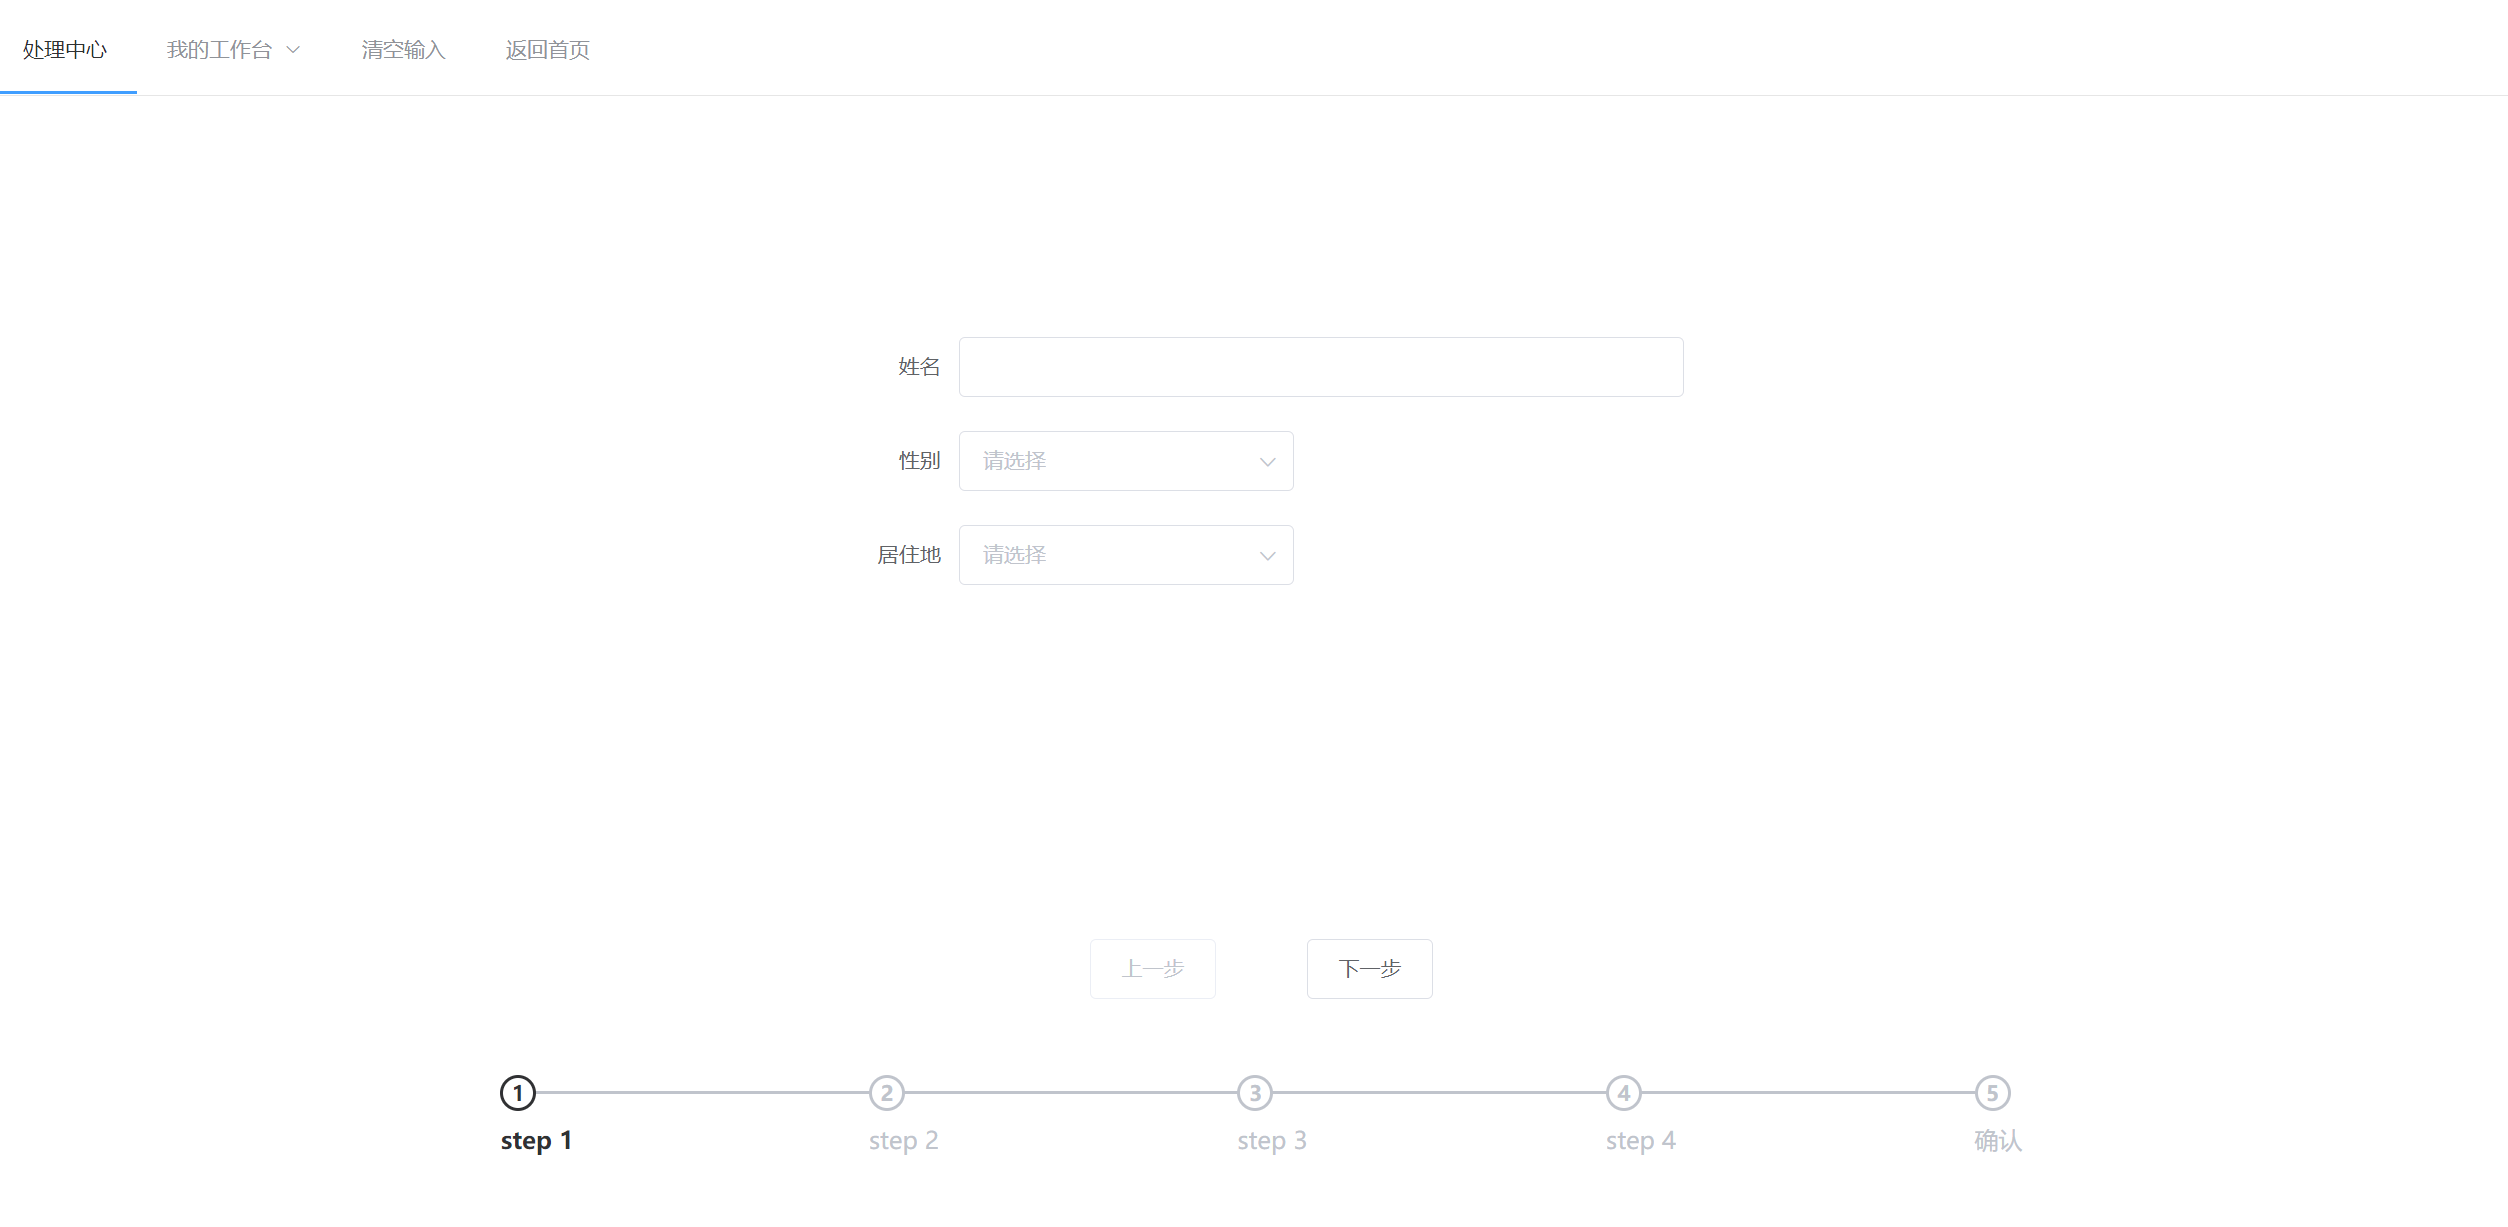 处理中心 我的工作台 清空输入 返回首页
姓名
性别 请选择
居住地 请选择
上一步 下一步
1 2 3 4 5
step 1 step 2 step 3 step 4 确认